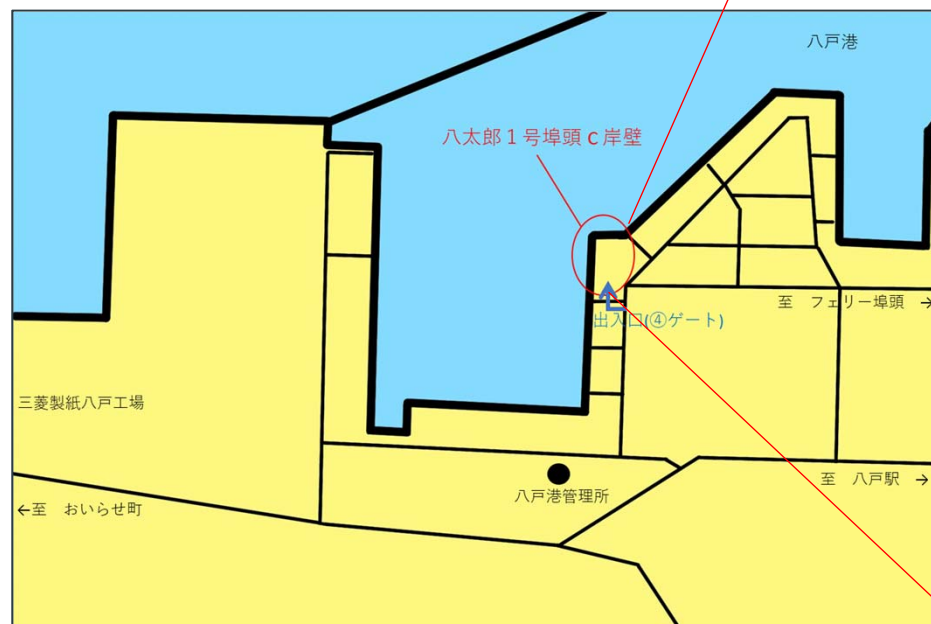 八戸港
八太郎1号埠頭c岸壁
至 フェリー埠頭 →
出入口(④ゲート)
三菱製紙八戸工場
至 八戸駅 →
八戸港管理所
←至 おいらせ町